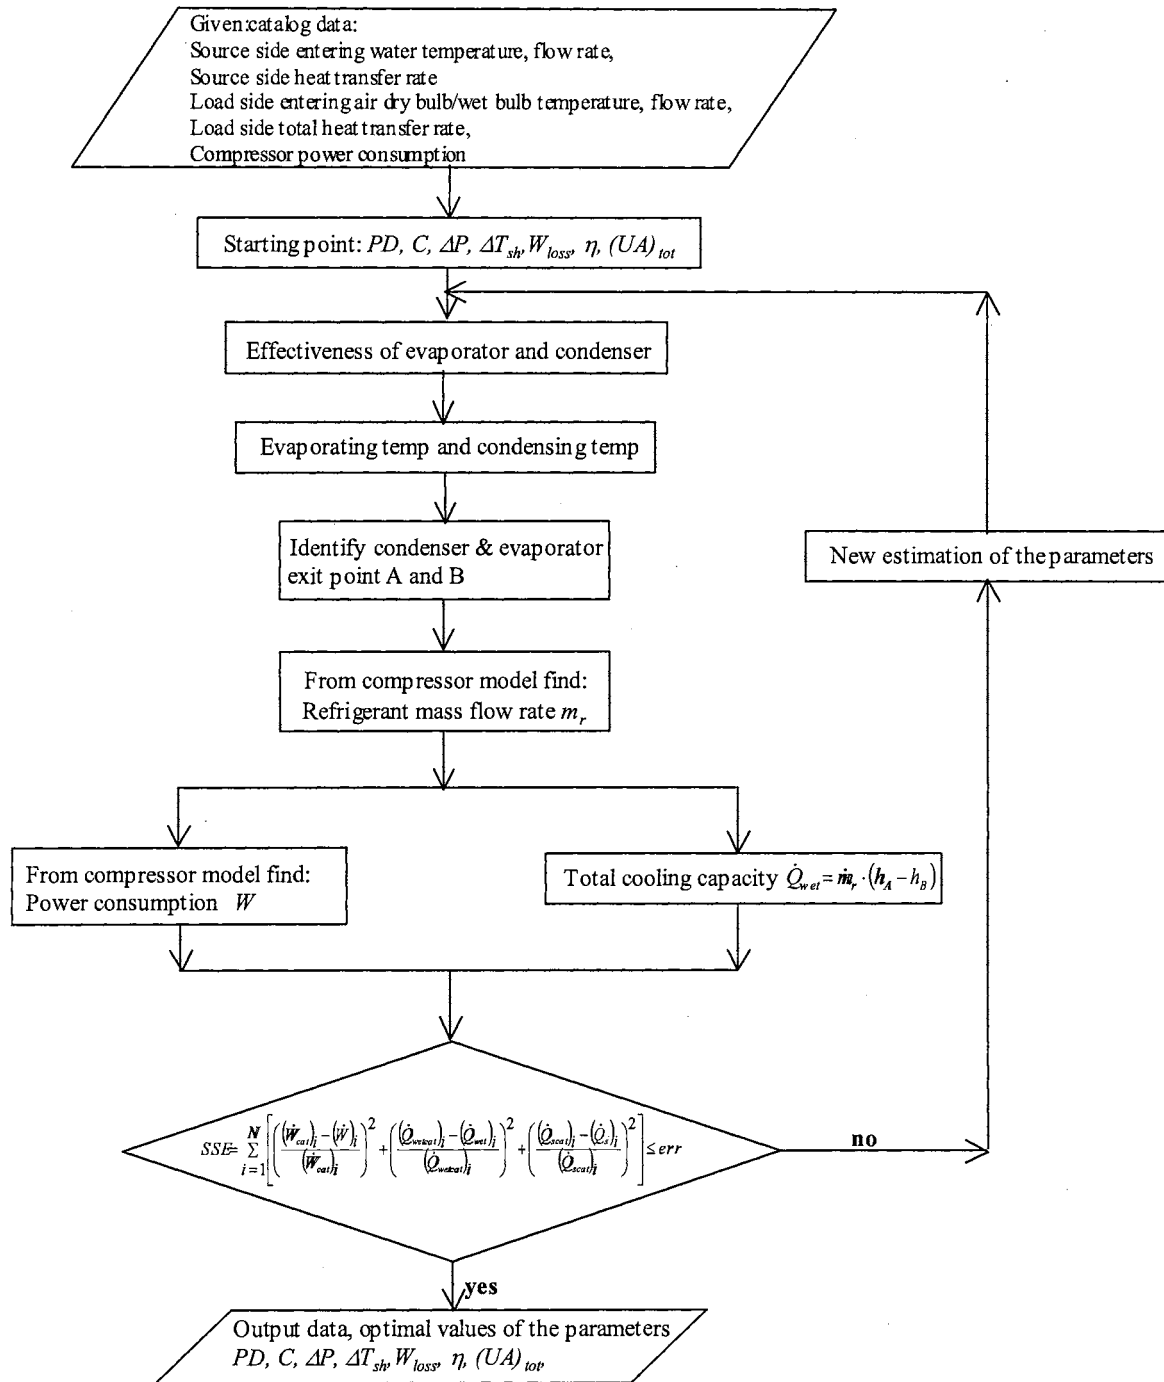 Given:catalog data:
Source side entering water temperature, flow rate,
Source side heat transfer rate
Load side entering air dry bulb/wet bulb temperature, flow rate,
Load side total heat transfer rate,
Compressor power consumption
Starting point: PD, C, ΔP, ΔT_sh, W_loss, η, (UA)_tot
Effectiveness of evaporator and condenser
Evaporating temp and condensing temp
Identify condenser & evaporator
exit point A and B
New estimation of the parameters
From compressor model find:
Refrigerant mass flow rate m_r
From compressor model find:
Power consumption W
Total cooling capacity Q̇_wet = ṁ_r · (h_A − h_B)
SSE = ∑_{i=1}^{N} [ ( ((Ẇ_cat)_i − (Ẇ)_i) / (Ẇ_cat)_i )² + ( ((Q̇_wetcat)_i − (Q̇_wet)_i) / (Q̇_wetcat)_i )² + ( ((Q̇_scat)_i − (Q̇_s)_i) / (Q̇_scat)_i )² ] ≤ err
no
yes
Output data, optimal values of the parameters
PD, C, ΔP, ΔT_sh, W_loss, η, (UA)_tot,